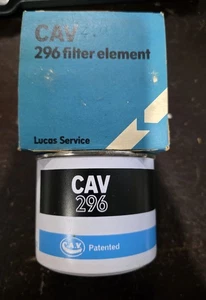 CAV
296 filter element
Lucas Service
CAV
296
C.A.V.
Patented